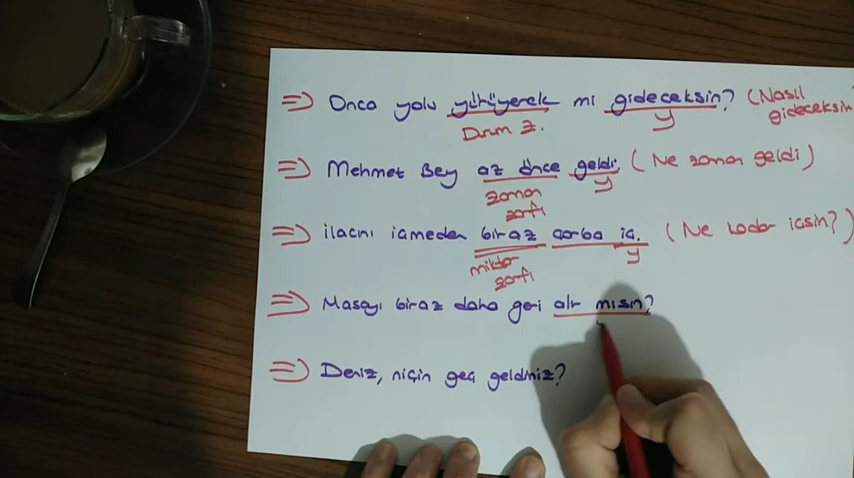 ⇒ Onca yolu yürüyerek mi gideceksin? (Nasıl gideceksin
Durum z. y
⇒ Mehmet Bey az önce geldi. (Ne zaman geldi)
zaman zarfı y
⇒ ilacnı içmeden biraz çorba iç. (Ne kadar içsin?)
miktar zarfı y
⇒ Masayı biraz daha geri alır mısın?
⇒ Deniz, niçin geç geldiniz?